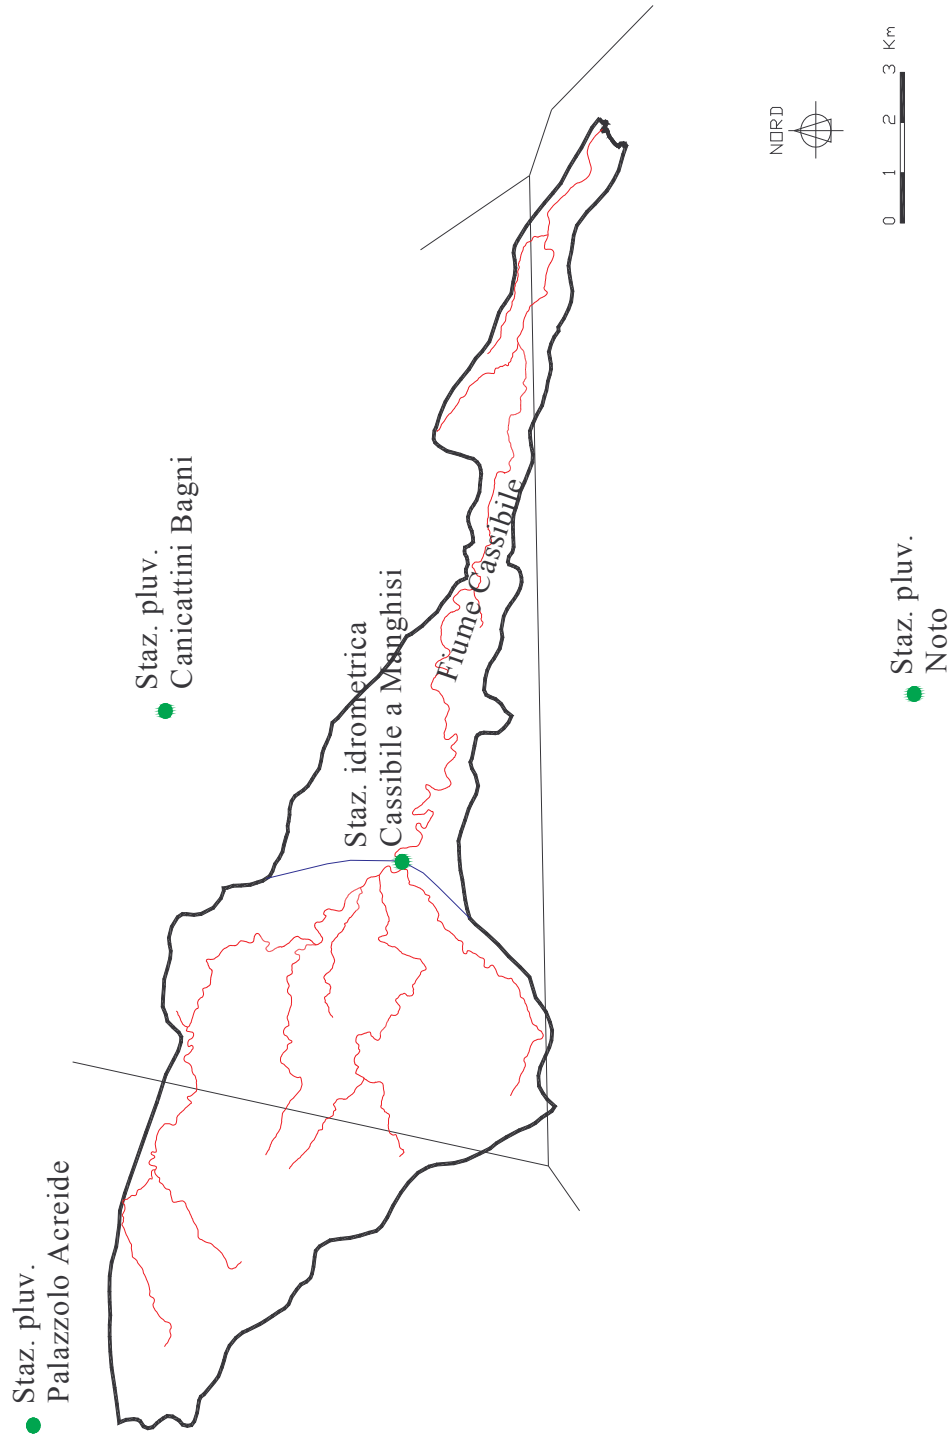 Staz. pluv.
Palazzolo Acreide
Staz. pluv.
Canicattini Bagni
Staz. idrometrica
Cassibile a Manghisi
Fiume Cassibile
Staz. pluv.
Noto
NORD
0 1 2 3 Km